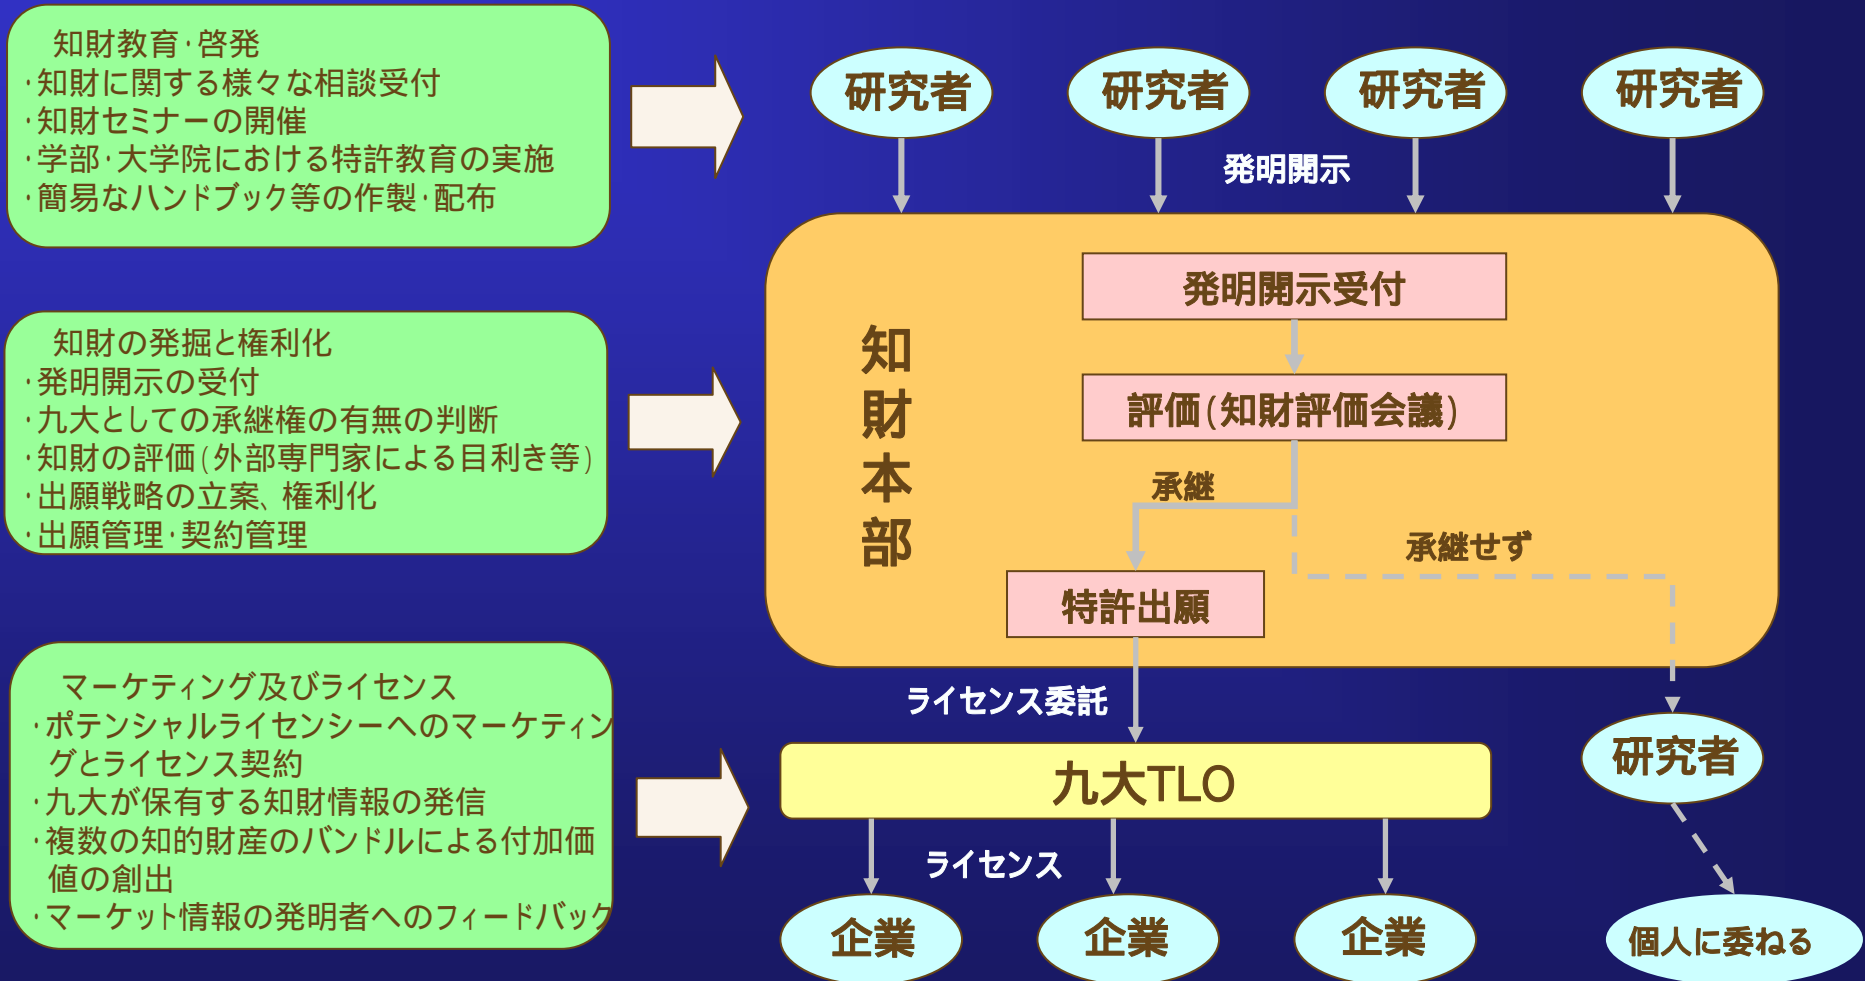 知財教育・啓発
・知財に関する様々な相談受付
・知財セミナーの開催
・学部・大学院における特許教育の実施
・簡易なハンドブック等の作製・配布
知財の発掘と権利化
・発明開示の受付
・九大としての承継権の有無の判断
・知財の評価(外部専門家による目利き等)
・出願戦略の立案、権利化
・出願管理・契約管理
マーケティング及びライセンス
・ポテンシャルライセンシーへのマーケティン
グとライセンス契約
・九大が保有する知財情報の発信
・複数の知的財産のバンドルによる付加価
値の創出
・マーケット情報の発明者へのフィードバック
研究者
研究者
研究者
研究者
発明開示
知財本部
発明開示受付
評価(知財評価会議)
承継
承継せず
特許出願
ライセンス委託
九大TLO
研究者
ライセンス
企業
企業
企業
個人に委ねる